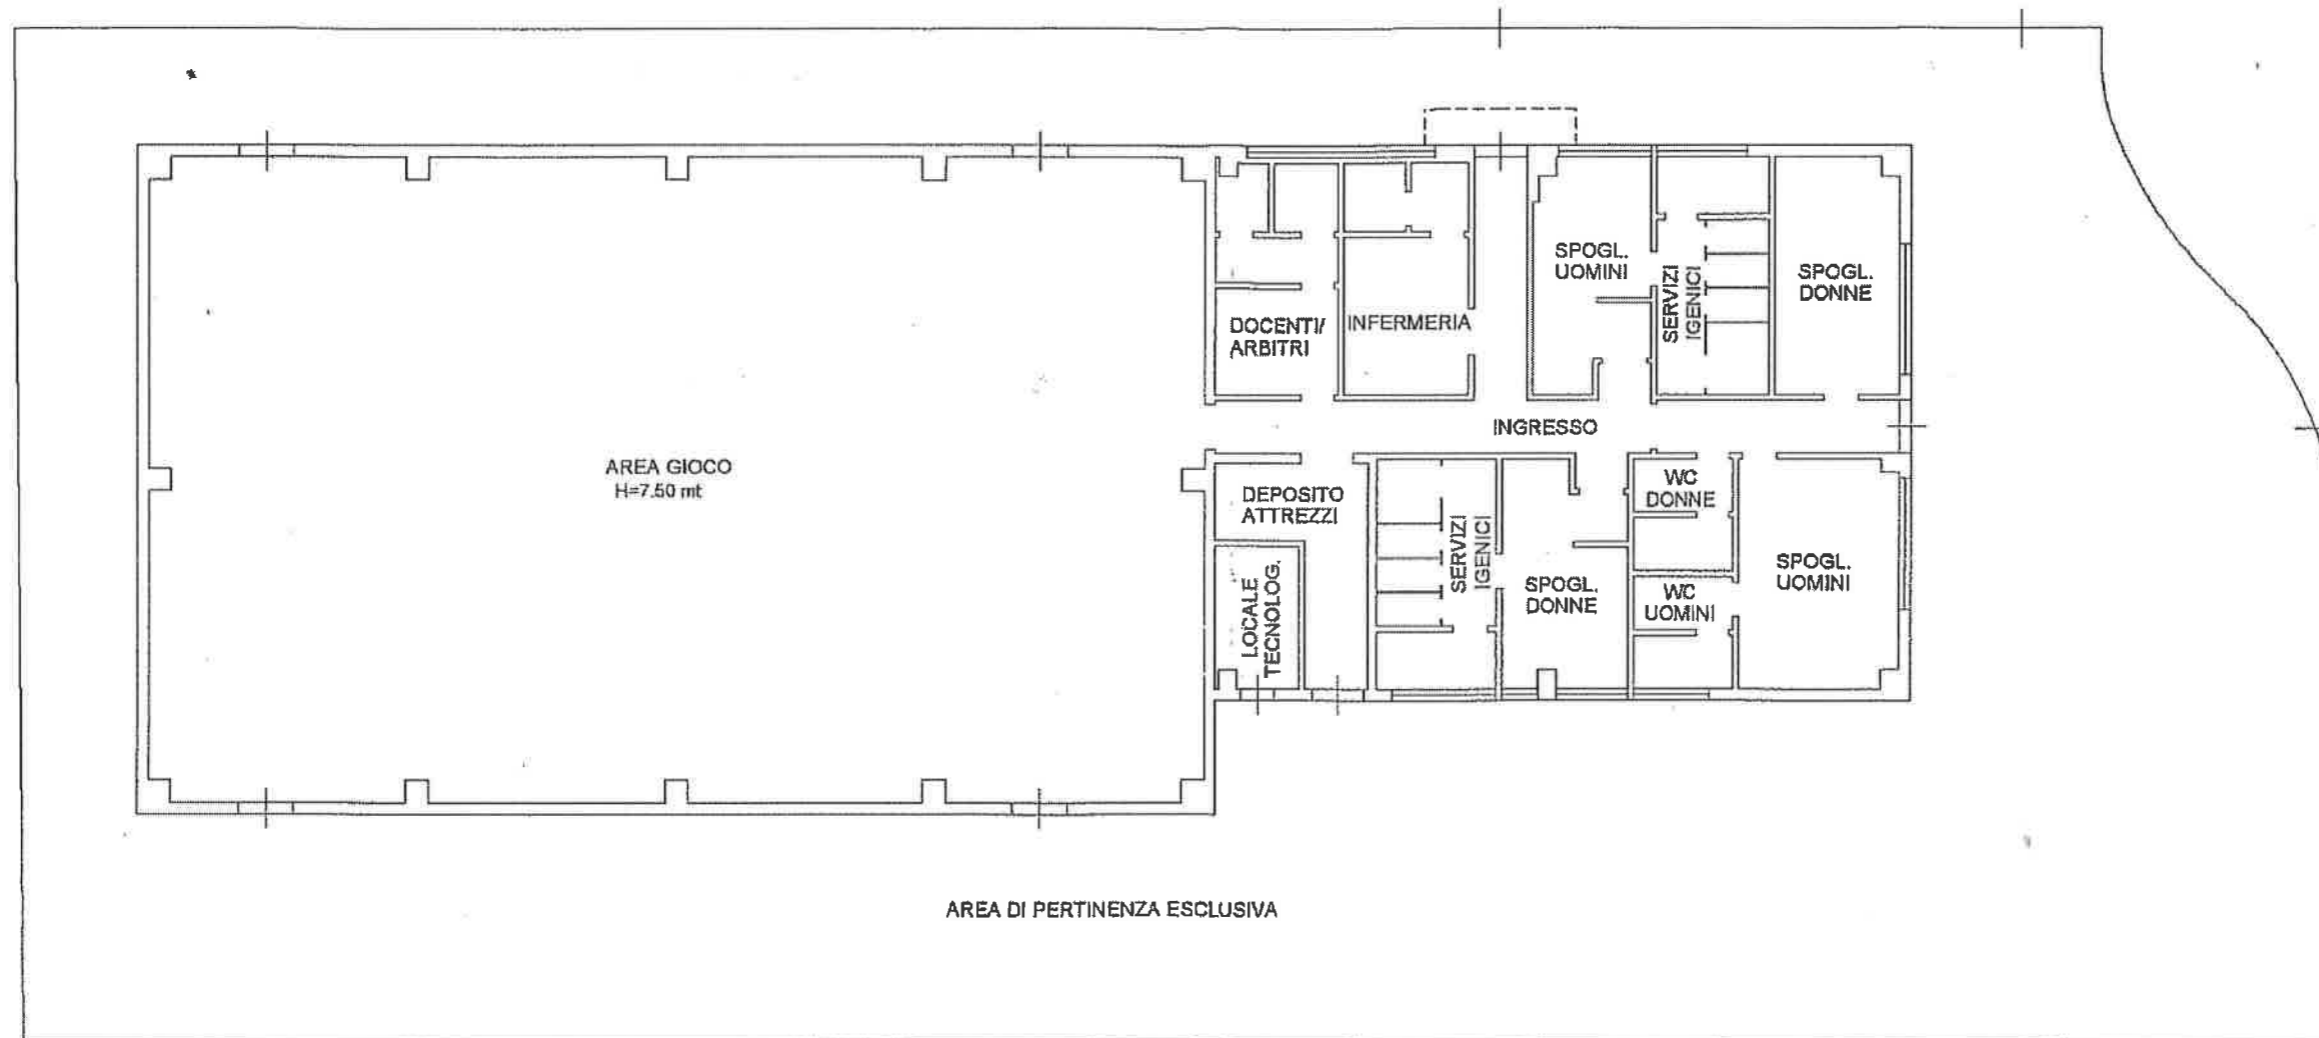 SPOGL.
UOMINI
SERVIZI
IGENICI
SPOGL.
DONNE
DOCENTI/
ARBITRI
INFERMERIA
INGRESSO
AREA GIOCO
H=7.50 mt
DEPOSITO
ATTREZZI
LOCALE
TECNOLOG.
SERVIZI
IGENICI
SPOGL.
DONNE
WC
DONNE
WC
UOMINI
SPOGL.
UOMINI
AREA DI PERTINENZA ESCLUSIVA